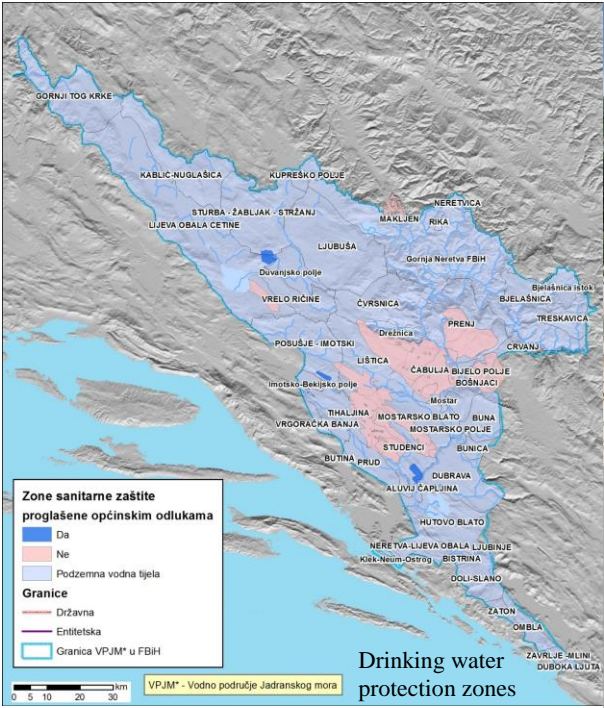 GORNJI TOG KRKE
KABLIĆ-NUGLAŠICA
KUPREŠKO POLJE
NERETVICA
STURBA - ŽABLJAK - STRŽANJ
MAKLJEN
RIKA
LIJEVA OBALA CETINE
LJUBUŠA
Gornja Neretva FBiH
Duvanjsko polje
Bjelašnica istok
BJELAŠNICA
VRELO RIČINE
ČVRSNICA
TRESKAVICA
PRENJ
Drežnica
CRVANJ
POSUŠJE - IMOTSKI
LIŠTICA
ČABULJA
BIJELO POLJE
Imotsko-Bekijsko polje
BOŠNJACI
Mostar
TIHALJINA
MOSTARSKO BLATO
BUNA
VRGORAČKA BANJA
MOSTARSKO POLJE
STUDENCI
BUNICA
BUTINA
PRUD
DUBRAVA
ALUVIJ ČAPLJINA
HUTOVO BLATO
NERETVA-LIJEVA OBALA
LJUBINJE
Klek-Neum-Ostrog
BISTRINA
DOLI-SLANO
ZATON
OMBLA
ZAVRLJE -MLINI
DUBOKA LJUTA
Zone sanitarne zaštite
proglašene općinskim odlukama
Da
Ne
Podzemna vodna tijela
Granice
Državna
Entitetska
Granica VPJM* u FBiH
km
0 5 10 20 30
VPJM* - Vodno područje Jadranskog mora
Drinking water
protection zones